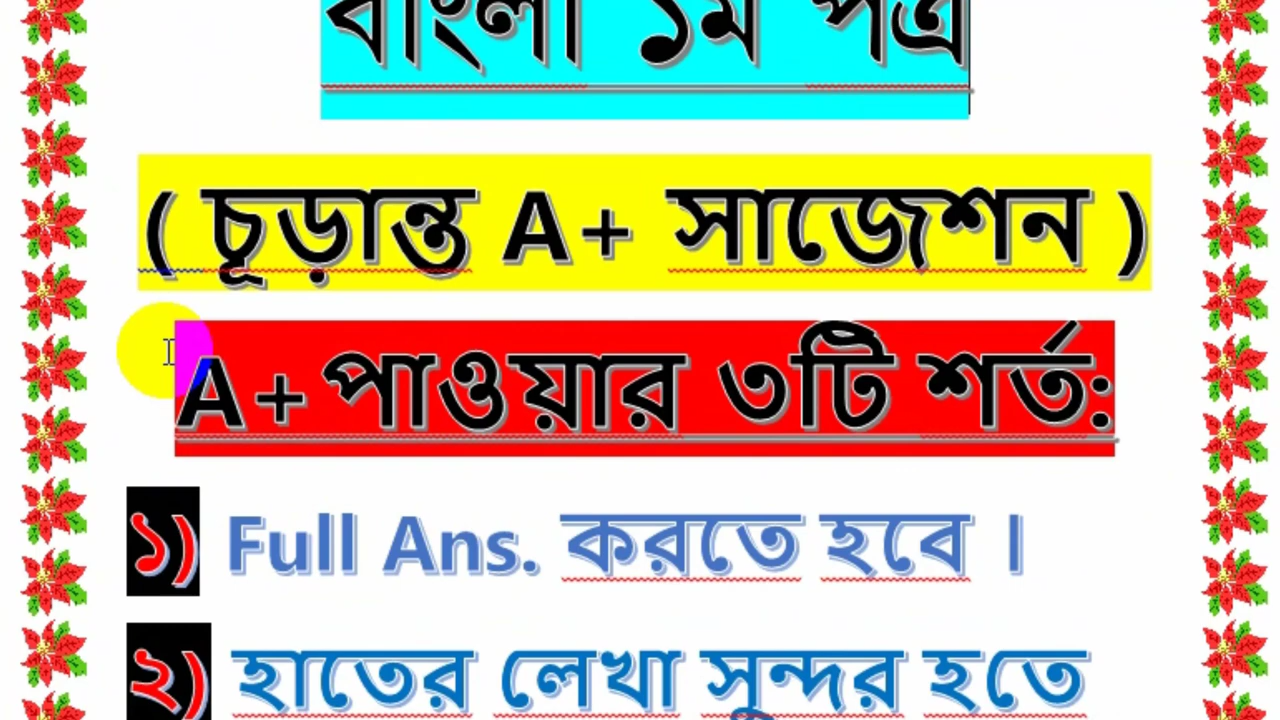 বাংলা ১ম পত্র
( চূড়ান্ত A+ সাজেশন )
A+পাওয়ার ৩টি শর্ত:
১) Full Ans. করতে হবে ।
২) হাতের লেখা সুন্দর হতে